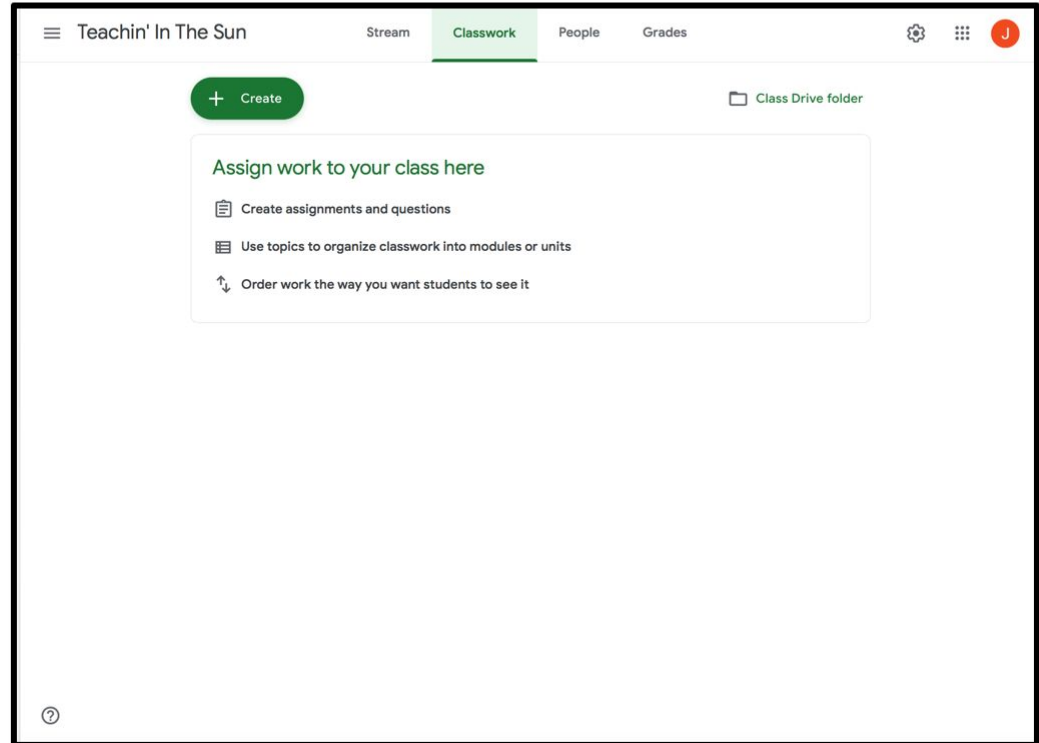 Teachin' In The Sun
Stream Classwork People Grades
J
Create
Class Drive folder
Assign work to your class here
Create assignments and questions
Use topics to organize classwork into modules or units
Order work the way you want students to see it